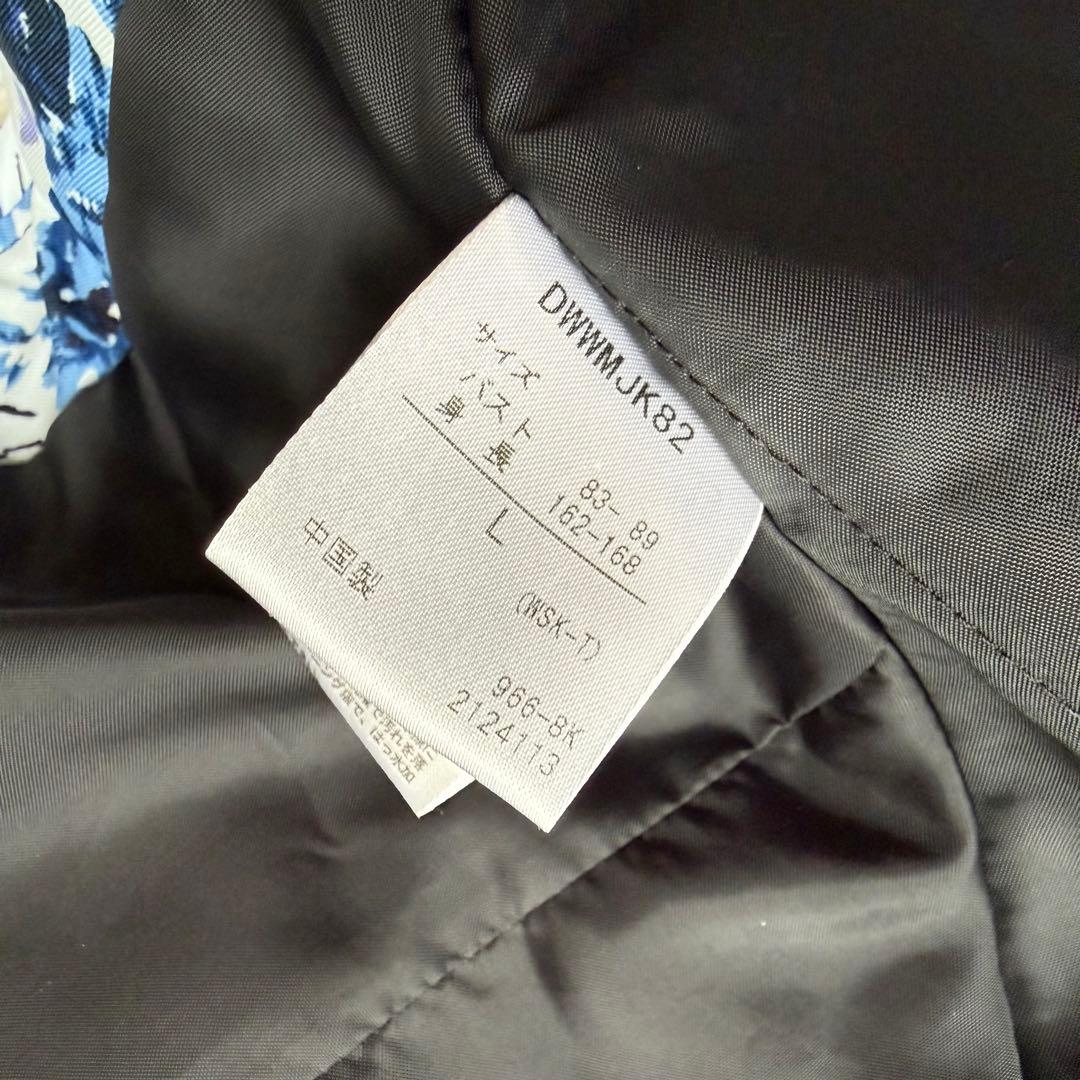 DWWMJK82
サイズ
バスト 83- 89
身 長 162-168
L
(WSK-T)
中国製
966-BK
2124113